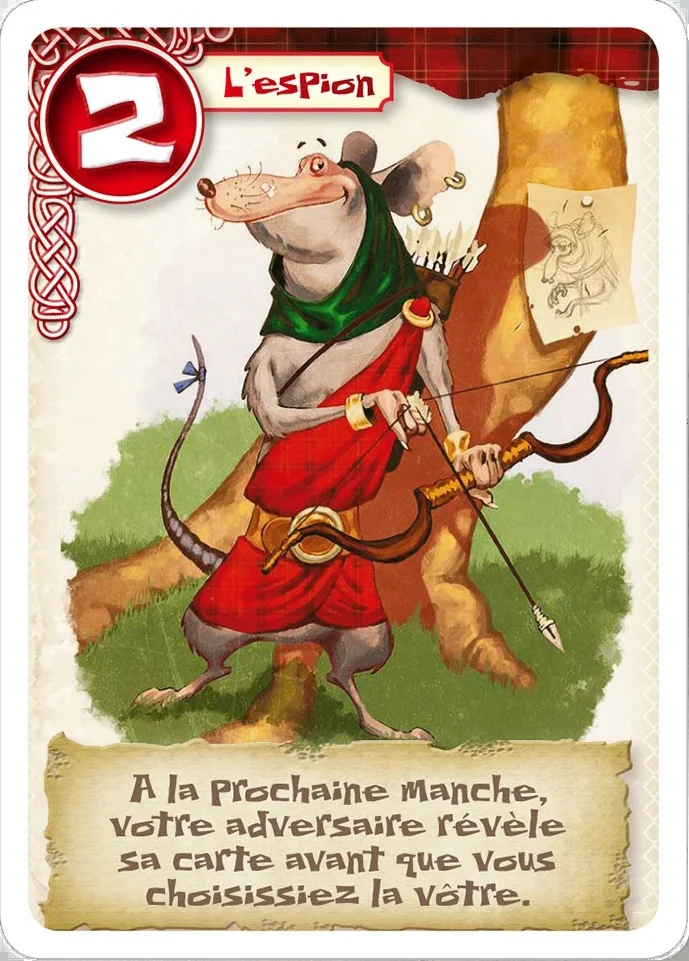 2
L'espion
A la prochaine manche,
votre adversaire révèle
sa carte avant que vous
choisissiez la vôtre.